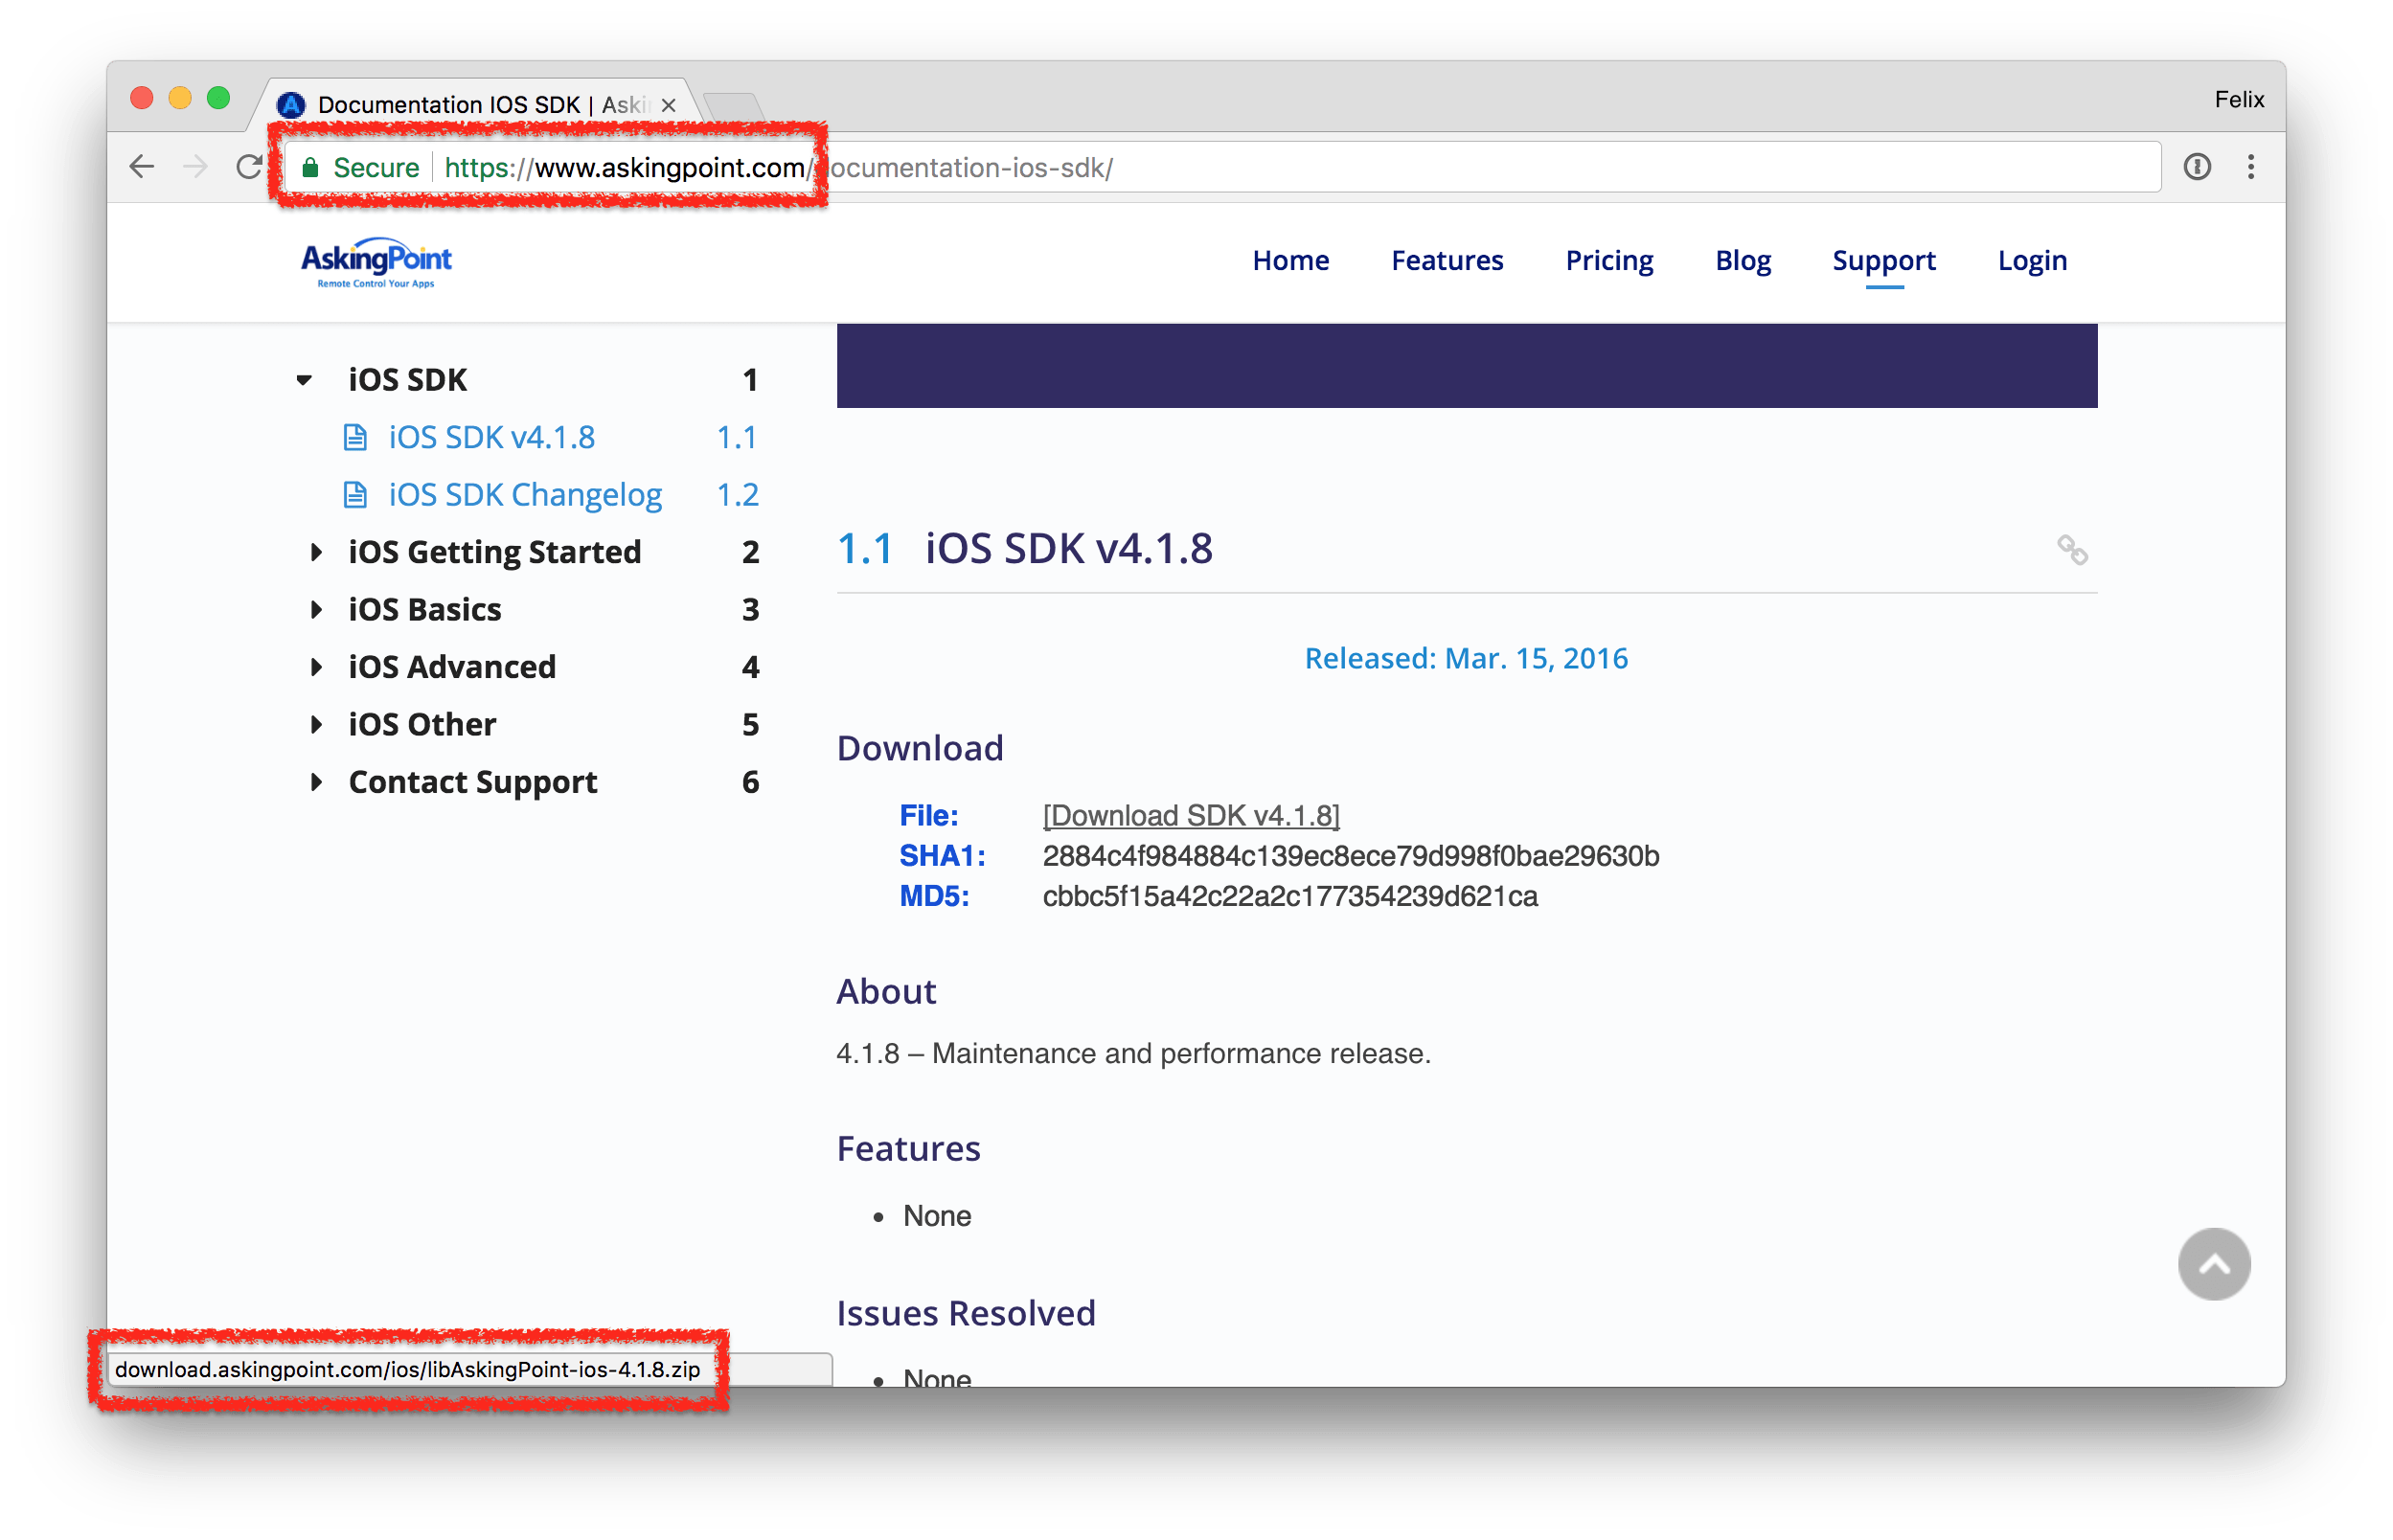 Documentation IOS SDK | Aski
Felix
Secure https://www.askingpoint.com/documentation-ios-sdk/
AskingPoint
Remote Control Your Apps
Home Features Pricing Blog Support Login
iOS SDK 1
iOS SDK v4.1.8 1.1
iOS SDK Changelog 1.2
iOS Getting Started 2
iOS Basics 3
iOS Advanced 4
iOS Other 5
Contact Support 6
1.1 iOS SDK v4.1.8
Released: Mar. 15, 2016
Download
File: [Download SDK v4.1.8]
SHA1: 2884c4f984884c139ec8ece79d998f0bae29630b
MD5: cbbc5f15a42c22a2c177354239d621ca
About
4.1.8 – Maintenance and performance release.
Features
• None
Issues Resolved
• None
download.askingpoint.com/ios/libAskingPoint-ios-4.1.8.zip